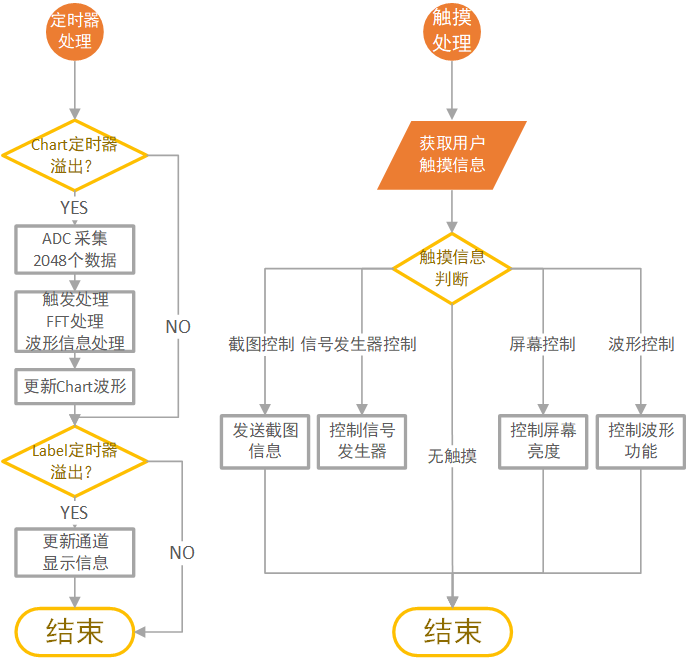 定时器
处理
Chart定时器
溢出？
YES
ADC 采集
2048个数据
触发处理
FFT处理
波形信息处理
NO
更新Chart波形
Label定时器
溢出？
YES
更新通道
显示信息
NO
结束
触摸
处理
获取用户
触摸信息
触摸信息
判断
截图控制
信号发生器控制
屏幕控制
波形控制
发送截图
信息
控制信号
发生器
无触摸
控制屏幕
亮度
控制波形
功能
结束